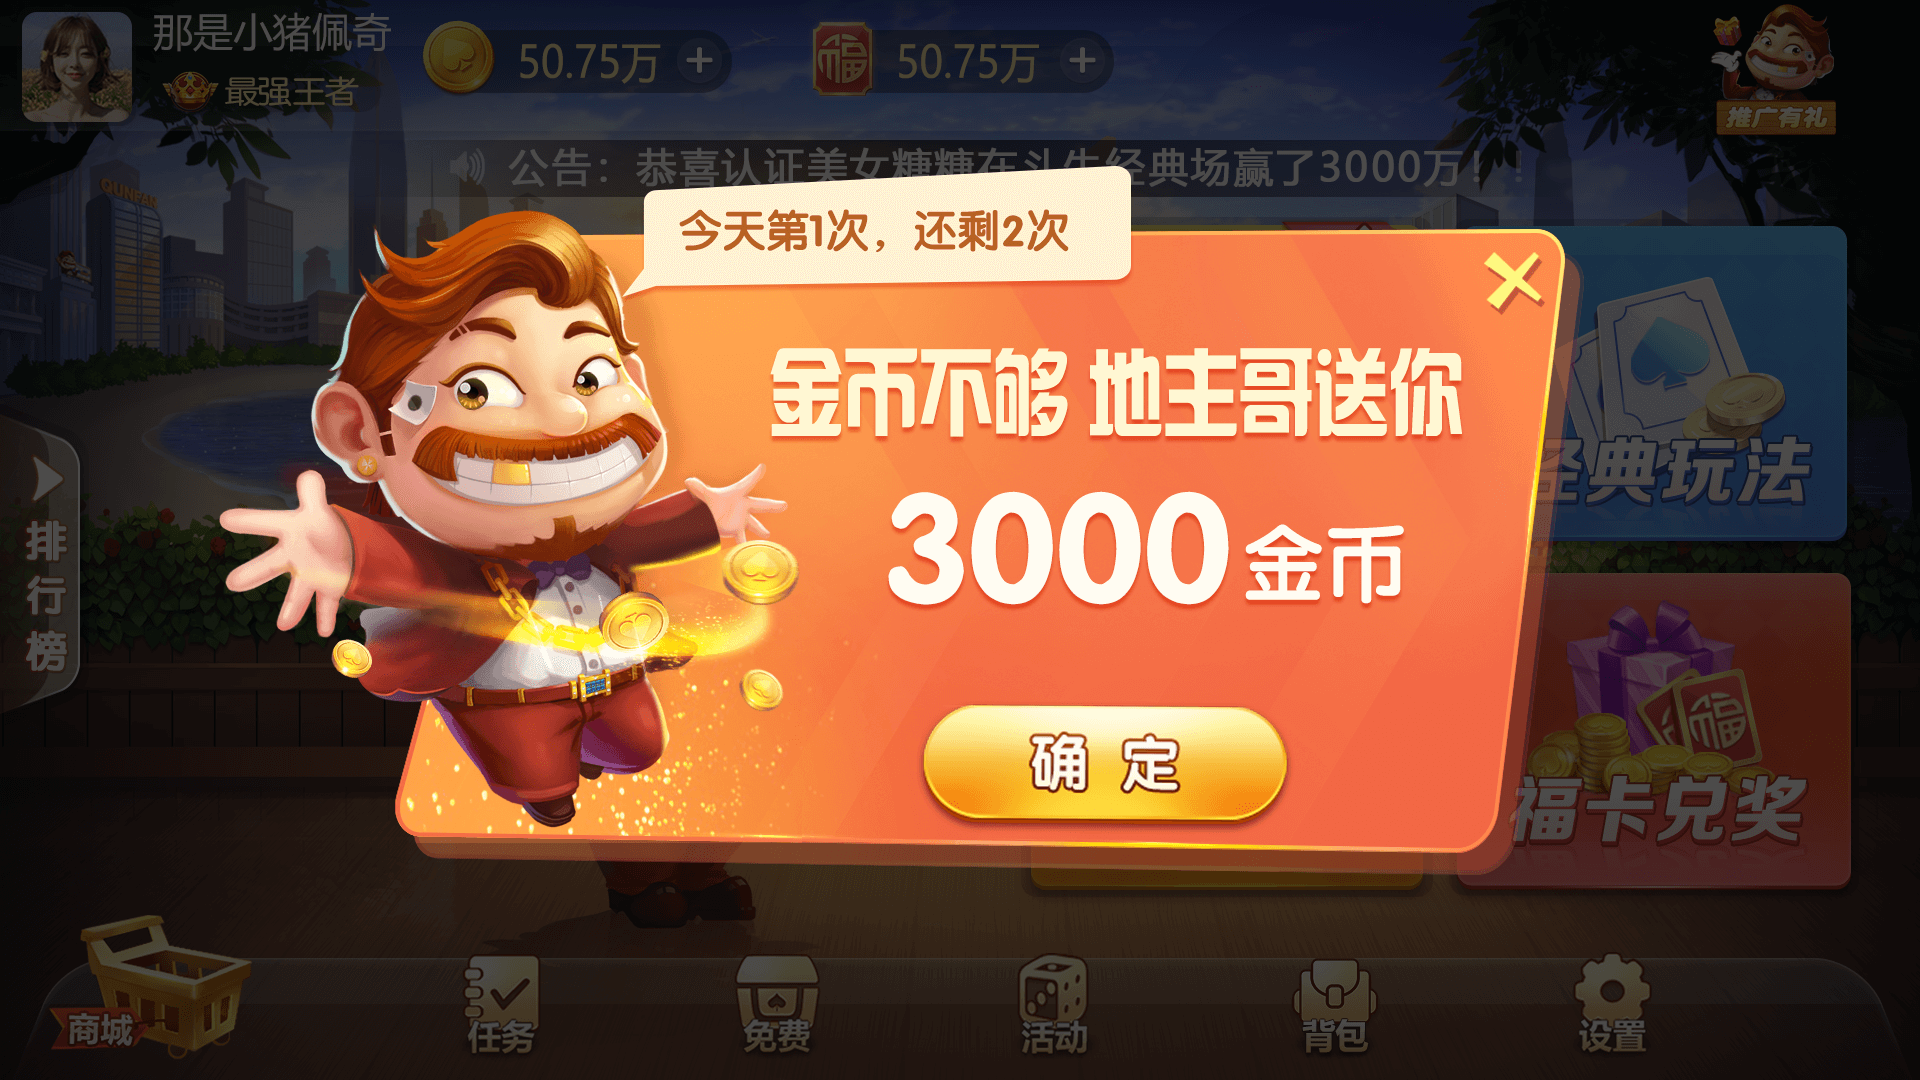 那是小猪佩奇
最强王者
50.75万
50.75万
推广有礼
公告：恭喜认证美女糖糖在斗牛经典场赢了3000万！！
QUNFAR
今天第1次，还剩2次
金币不够 地主哥送你
3000金币
确 定
经典玩法
福
福卡兑奖
排行榜
商城
任务
免费
活动
背包
设置